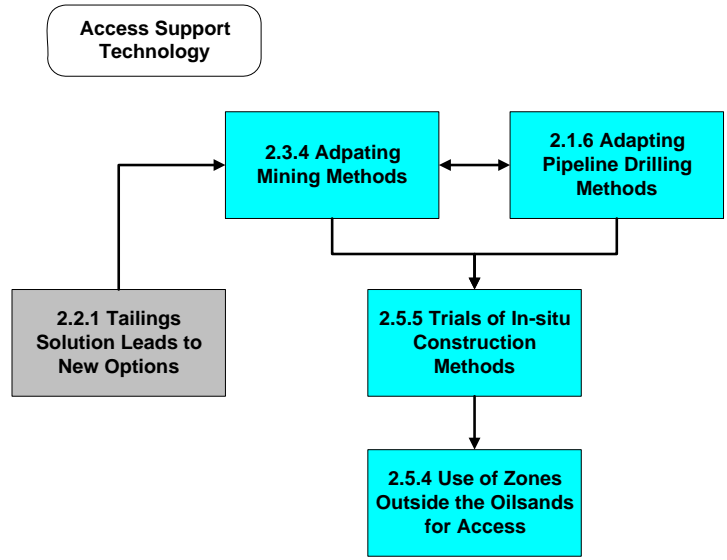 Access Support
Technology
2.3.4 Adpating
Mining Methods
2.1.6 Adapting
Pipeline Drilling
Methods
2.2.1 Tailings
Solution Leads to
New Options
2.5.5 Trials of In-situ
Construction
Methods
2.5.4 Use of Zones
Outside the Oilsands
for Access